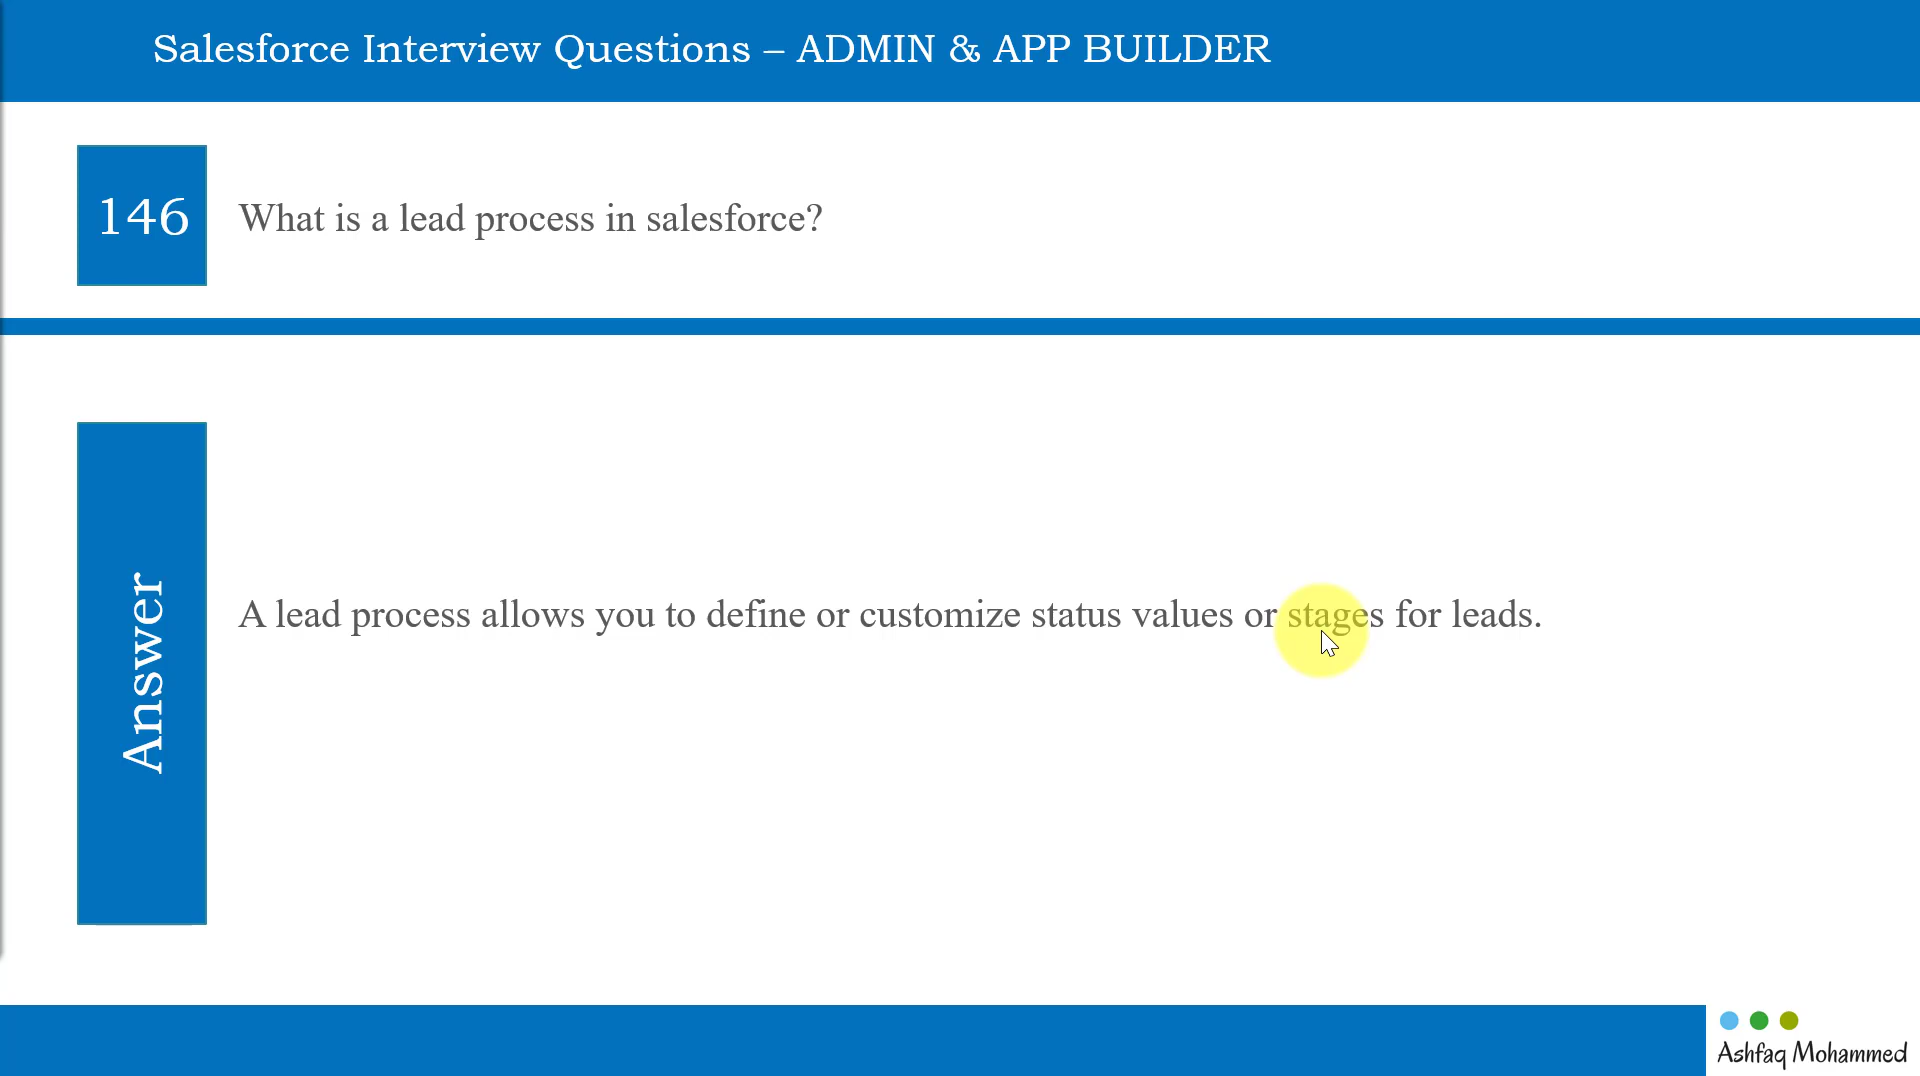 Salesforce Interview Questions – ADMIN & APP BUILDER
146
What is a lead process in salesforce?
Answer
A lead process allows you to define or customize status values or stages for leads.
Ashfaq Mohammed